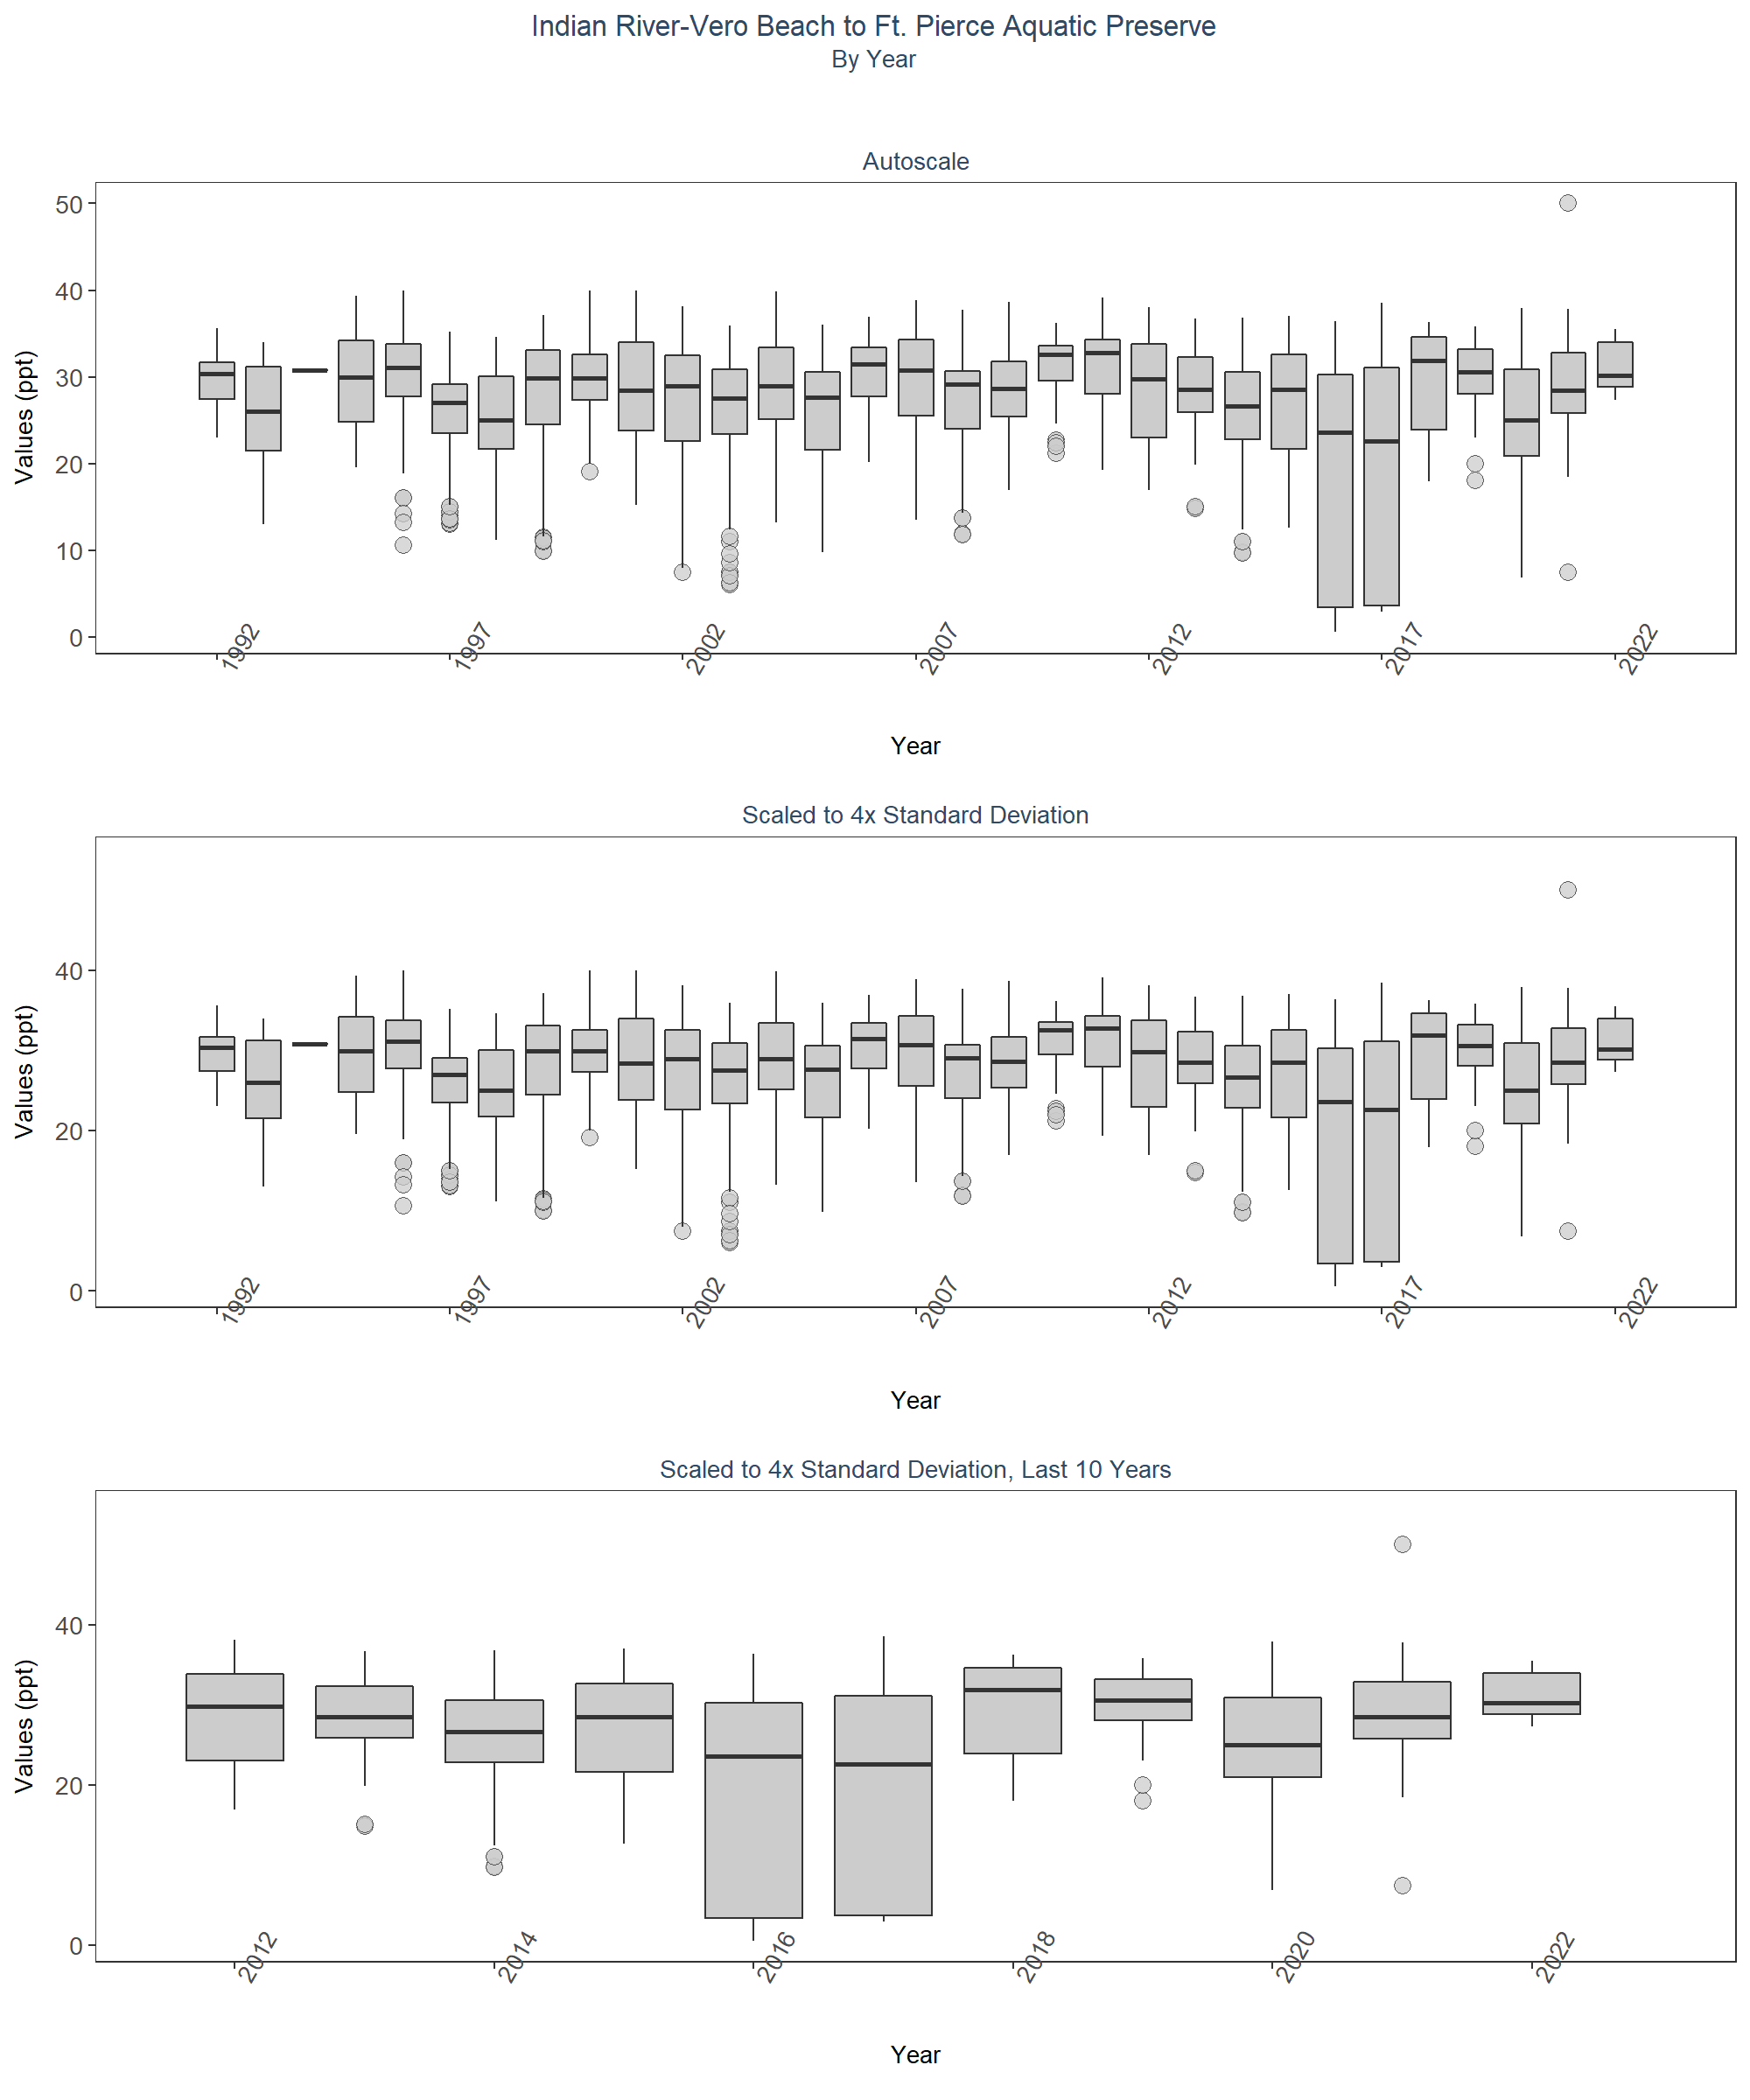 Indian River-Vero Beach to Ft. Pierce Aquatic Preserve
By Year
Autoscale
Values (ppt)
50
40
30
20
10
0
1992 1997 2002 2007 2012 2017 2022
Year
Scaled to 4x Standard Deviation
Values (ppt)
40
20
0
1992 1997 2002 2007 2012 2017 2022
Year
Scaled to 4x Standard Deviation, Last 10 Years
Values (ppt)
40
20
0
2012 2014 2016 2018 2020 2022
Year